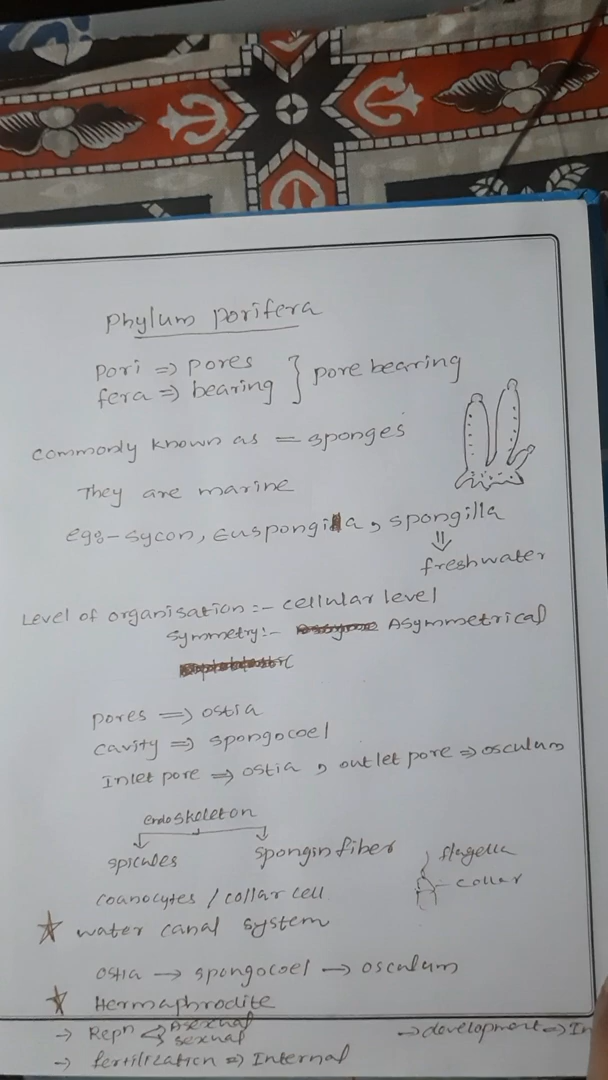 Phylum porifera
pori ⇒ pores
fera ⇒ bearing } pore bearing
commonly known as = sponges
They are marine
Egs - Sycon, Euspongilla, spongilla
⇓
freshwater
Level of organisation :- cellular level
Symmetry :- Asymmetrical
pores ⇒ ostia
cavity ⇒ spongocoel
Inlet pore ⇒ ostia, outlet pore ⇒ osculum
endoskeleton
spicules spongin fiber
flagella
collar
coanocytes / collar cell
☆ water canal system
ostia → spongocoel → osculum
☆ Hermaphrodite
→ Repn Asexual
sexual
→ development ⇒ In
→ fertilization ⇒ Internal